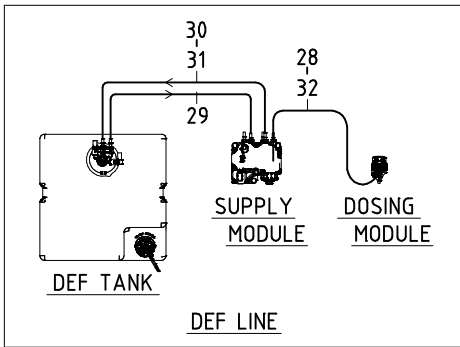 30
31
29
28
32
SUPPLY
MODULE
DOSING
MODULE
DEF TANK
DEF LINE